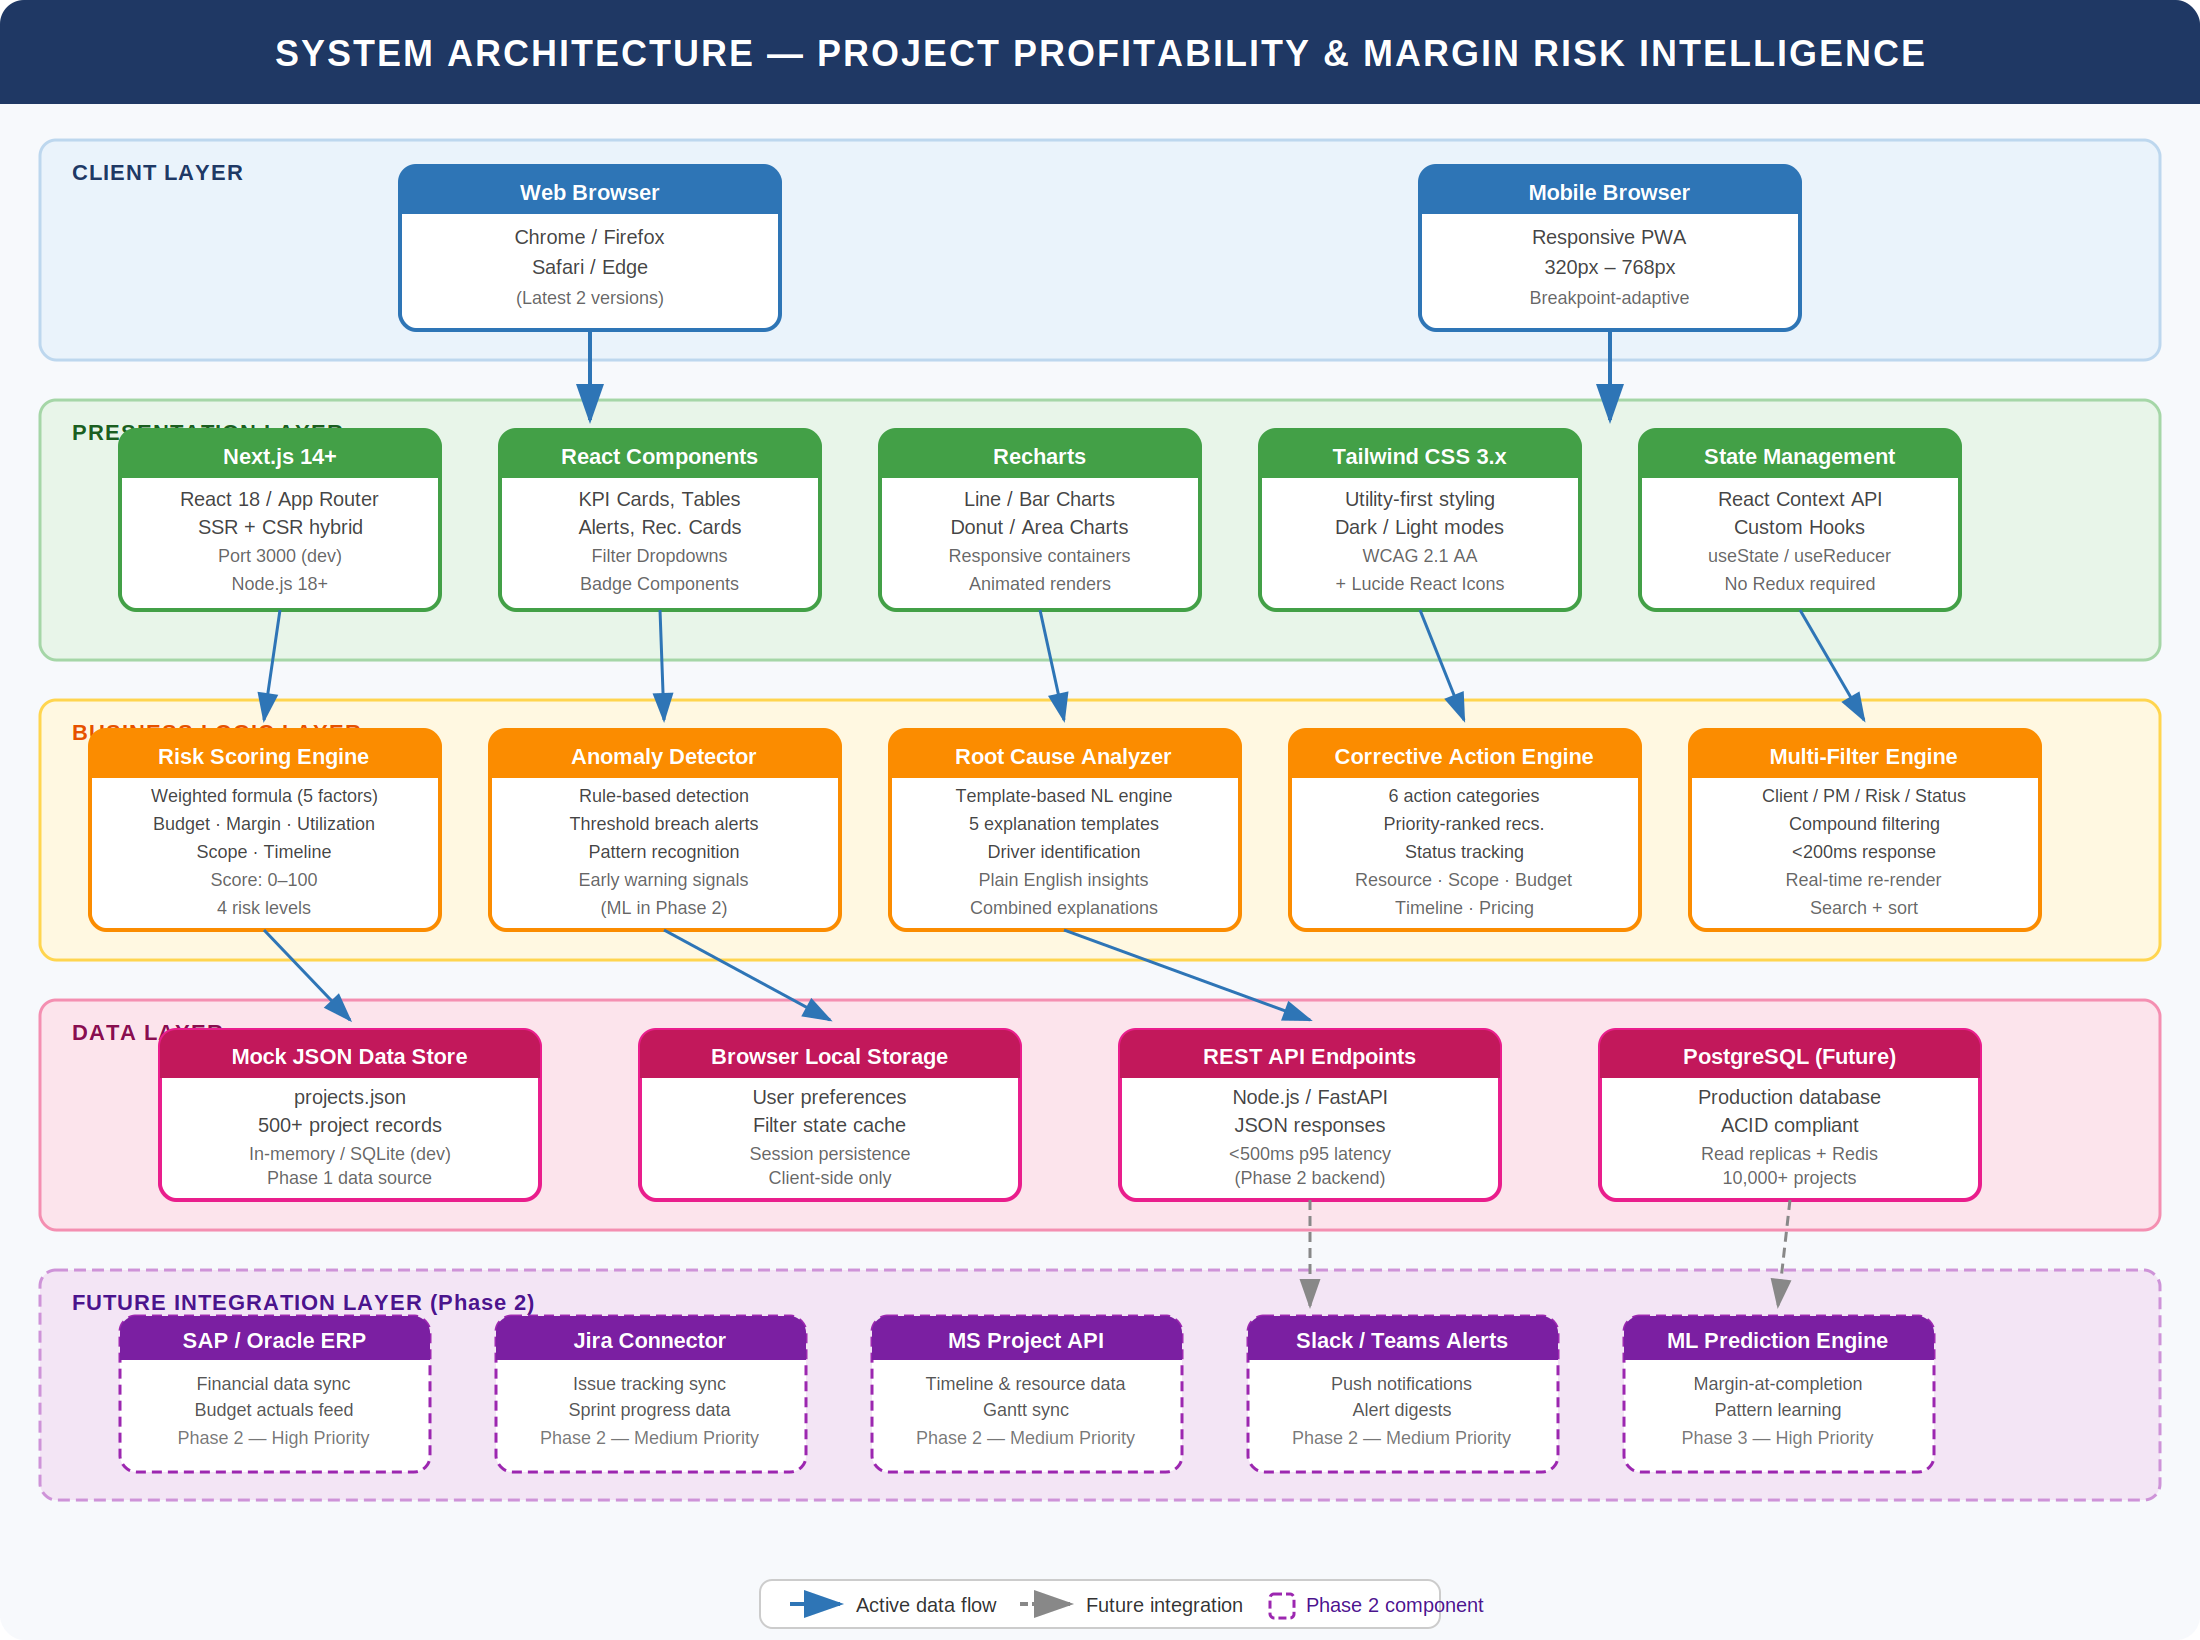 SYSTEM ARCHITECTURE — PROJECT PROFITABILITY & MARGIN RISK INTELLIGENCE
CLIENT LAYER
Web Browser
Chrome / Firefox
Safari / Edge
(Latest 2 versions)
Mobile Browser
Responsive PWA
320px – 768px
Breakpoint-adaptive
PRESENTATION LAYER
Next.js 14+
React 18 / App Router
SSR + CSR hybrid
Port 3000 (dev)
Node.js 18+
React Components
KPI Cards, Tables
Alerts, Rec. Cards
Filter Dropdowns
Badge Components
Recharts
Line / Bar Charts
Donut / Area Charts
Responsive containers
Animated renders
Tailwind CSS 3.x
Utility-first styling
Dark / Light modes
WCAG 2.1 AA
+ Lucide React Icons
State Management
React Context API
Custom Hooks
useState / useReducer
No Redux required
BUSINESS LOGIC LAYER
Risk Scoring Engine
Weighted formula (5 factors)
Budget · Margin · Utilization
Scope · Timeline
Score: 0–100
4 risk levels
Anomaly Detector
Rule-based detection
Threshold breach alerts
Pattern recognition
Early warning signals
(ML in Phase 2)
Root Cause Analyzer
Template-based NL engine
5 explanation templates
Driver identification
Plain English insights
Combined explanations
Corrective Action Engine
6 action categories
Priority-ranked recs.
Status tracking
Resource · Scope · Budget
Timeline · Pricing
Multi-Filter Engine
Client / PM / Risk / Status
Compound filtering
<200ms response
Real-time re-render
Search + sort
DATA LAYER
Mock JSON Data Store
projects.json
500+ project records
In-memory / SQLite (dev)
Phase 1 data source
Browser Local Storage
User preferences
Filter state cache
Session persistence
Client-side only
REST API Endpoints
Node.js / FastAPI
JSON responses
<500ms p95 latency
(Phase 2 backend)
PostgreSQL (Future)
Production database
ACID compliant
Read replicas + Redis
10,000+ projects
FUTURE INTEGRATION LAYER (Phase 2)
SAP / Oracle ERP
Financial data sync
Budget actuals feed
Phase 2 — High Priority
Jira Connector
Issue tracking sync
Sprint progress data
Phase 2 — Medium Priority
MS Project API
Timeline & resource data
Gantt sync
Phase 2 — Medium Priority
Slack / Teams Alerts
Push notifications
Alert digests
Phase 2 — Medium Priority
ML Prediction Engine
Margin-at-completion
Pattern learning
Phase 3 — High Priority
Active data flow
Future integration
Phase 2 component